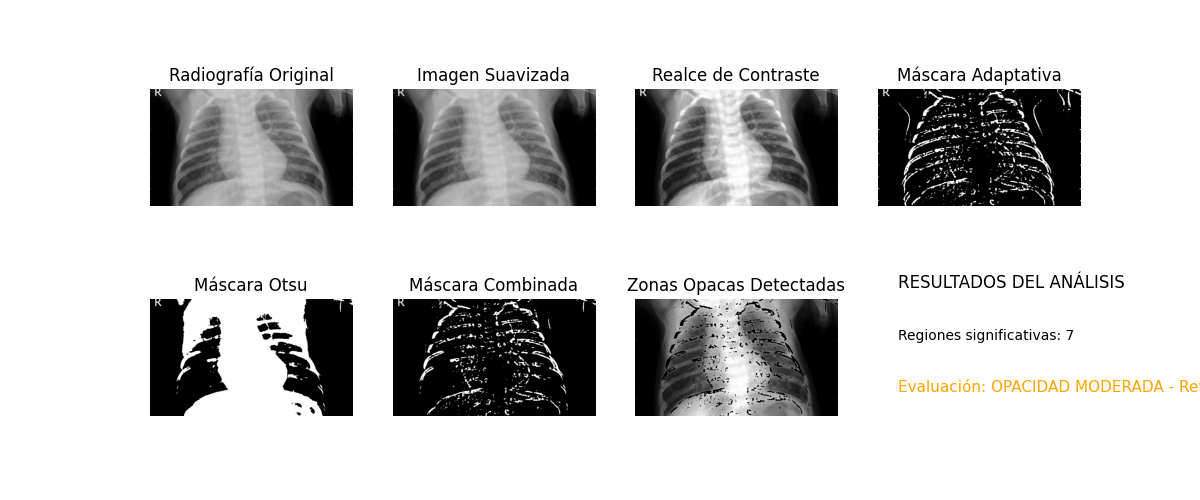 Radiografía Original
Imagen Suavizada
Realce de Contraste
Máscara Adaptativa
R
R
R
R
Máscara Otsu
Máscara Combinada
Zonas Opacas Detectadas
RESULTADOS DEL ANÁLISIS
R
R
Regiones significativas: 7
Evaluación: OPACIDAD MODERADA - Re